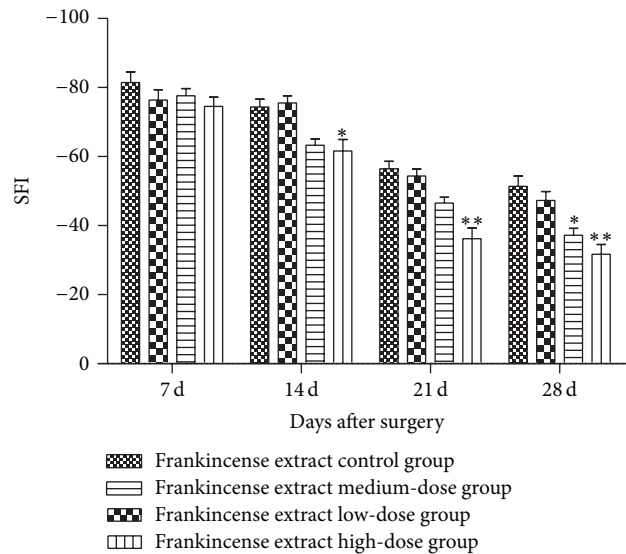 −100
−80
−60
−40
−20
0
SFI
*
**
*
**
7 d
14 d
21 d
28 d
Days after surgery
Frankincense extract control group
Frankincense extract medium-dose group
Frankincense extract low-dose group
Frankincense extract high-dose group